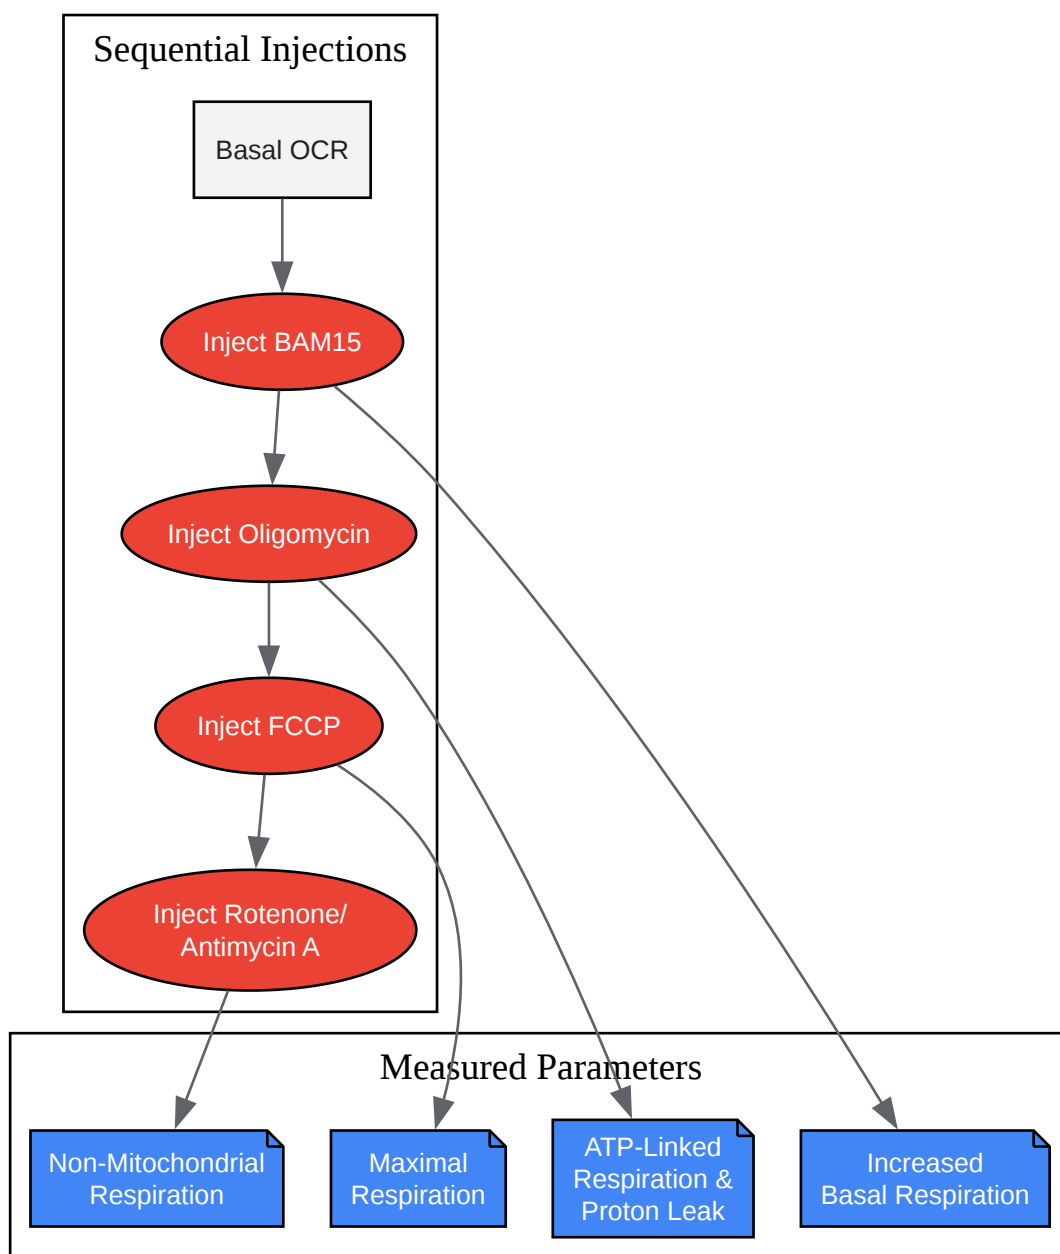 Sequential Injections
Basal OCR
Inject BAM15
Inject Oligomycin
Inject FCCP
Inject Rotenone/
Antimycin A
Measured Parameters
Non-Mitochondrial
Respiration
Maximal
Respiration
ATP-Linked
Respiration &
Proton Leak
Increased
Basal Respiration